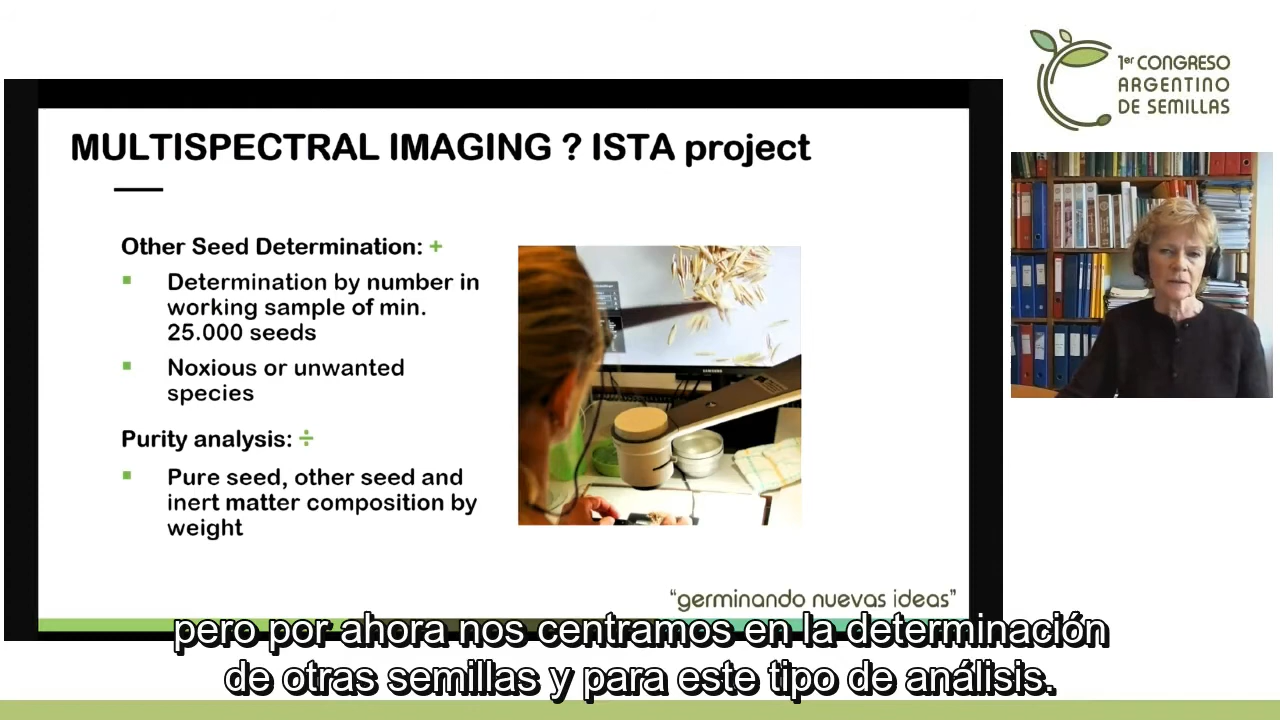 MULTISPECTRAL IMAGING ? ISTA project
Other Seed Determination: +
Determination by number in
working sample of min.
25.000 seeds
Noxious or unwanted
species
Purity analysis: ÷
Pure seed, other seed and
inert matter composition by
weight
"germinando nuevas ideas"
1er CONGRESO
ARGENTINO
DE SEMILLAS
SAMSUNG
pero por ahora nos centramos en la determinación
de otras semillas y para este tipo de análisis.